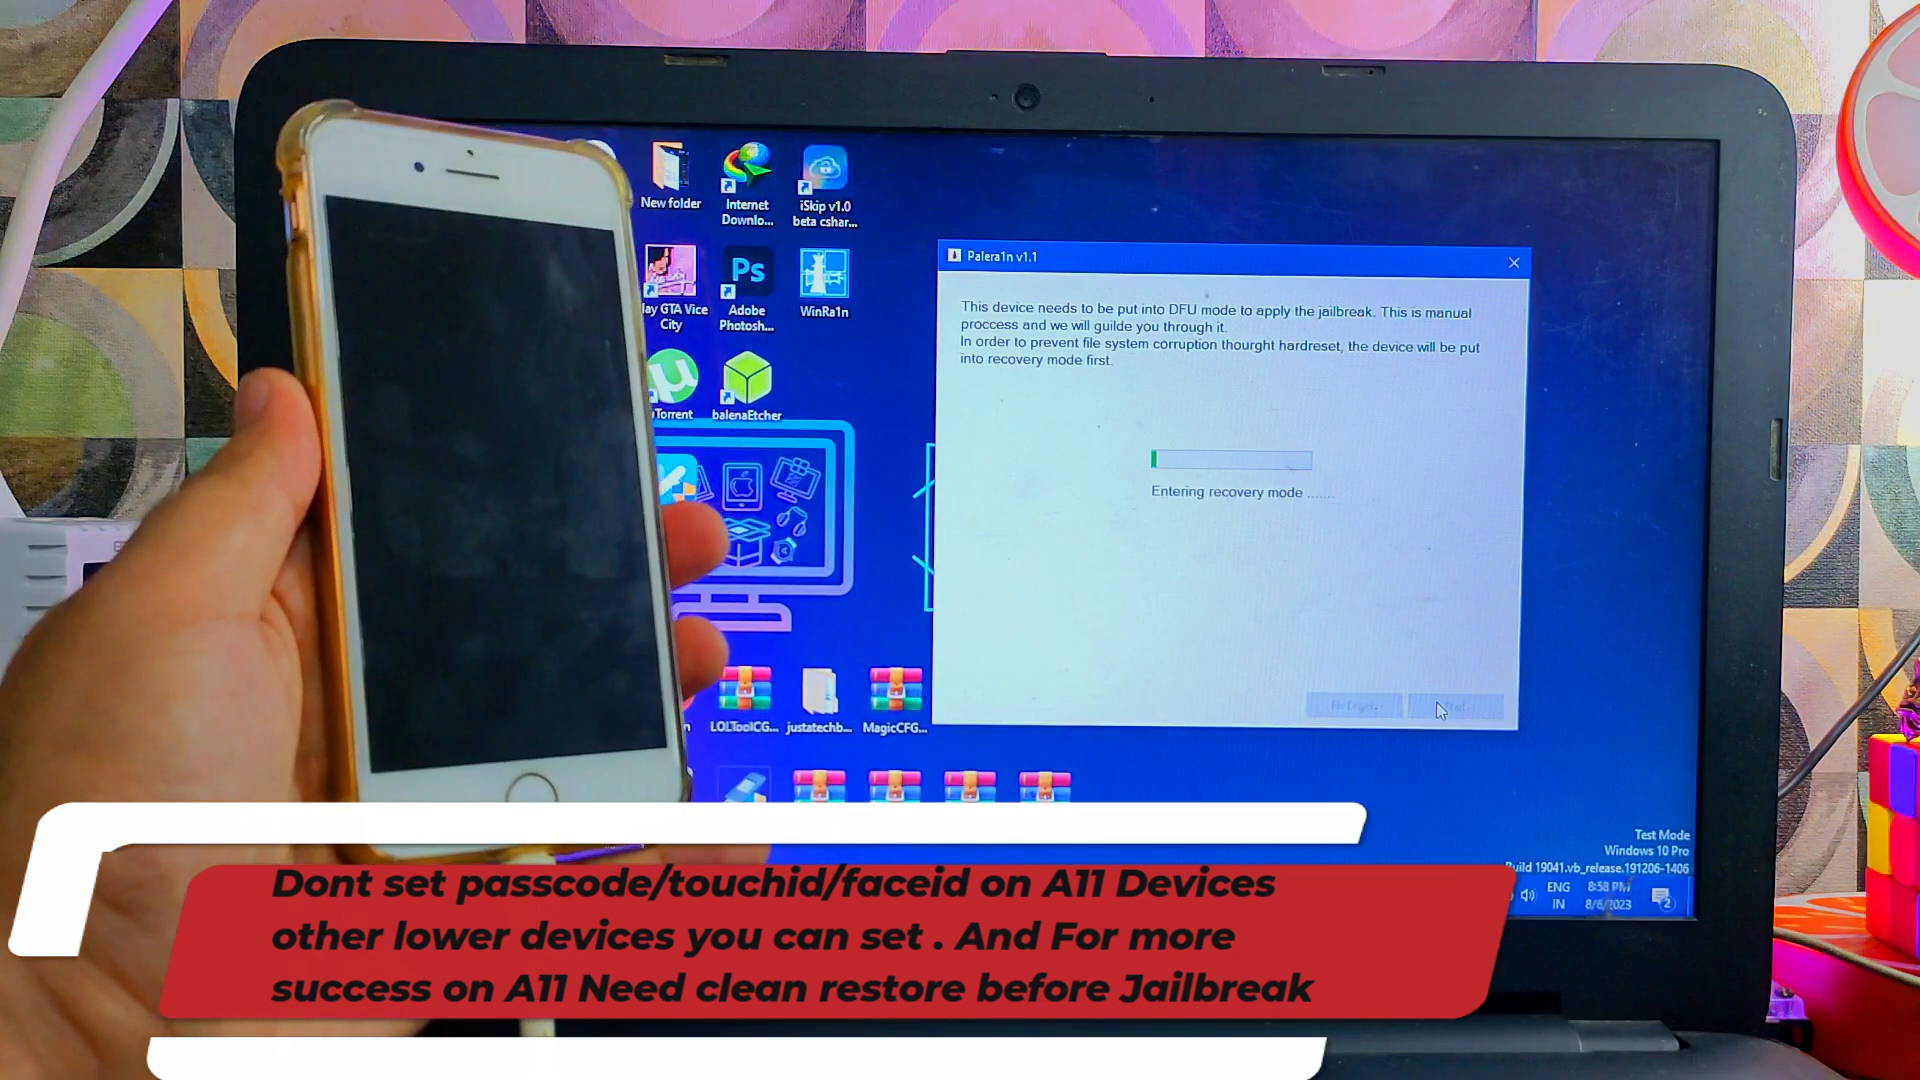 New folder
Internet
Downlo...
iSkip v1.0
beta cshar...
Ps
lay GTA Vice
City
Adobe
Photosh...
WinRa1n
µ
Torrent
balenaEtcher
Palera1n v1.1
This device needs to be put into DFU mode to apply the jailbreak. This is manual
proccess and we will guilde you through it.
In order to prevent file system corruption thourght hardreset, the device will be put
into recovery mode first.
Entering recovery mode .......
LOLToolCG...
justatechb...
MagicCFG...
Test Mode
Windows 10 Pro
Build 19041.vb_release.191206-1406
ENG
IN
8:58 PM
8/6/2023
2
Dont set passcode/touchid/faceid on A11 Devices
other lower devices you can set . And For more
success on A11 Need clean restore before Jailbreak